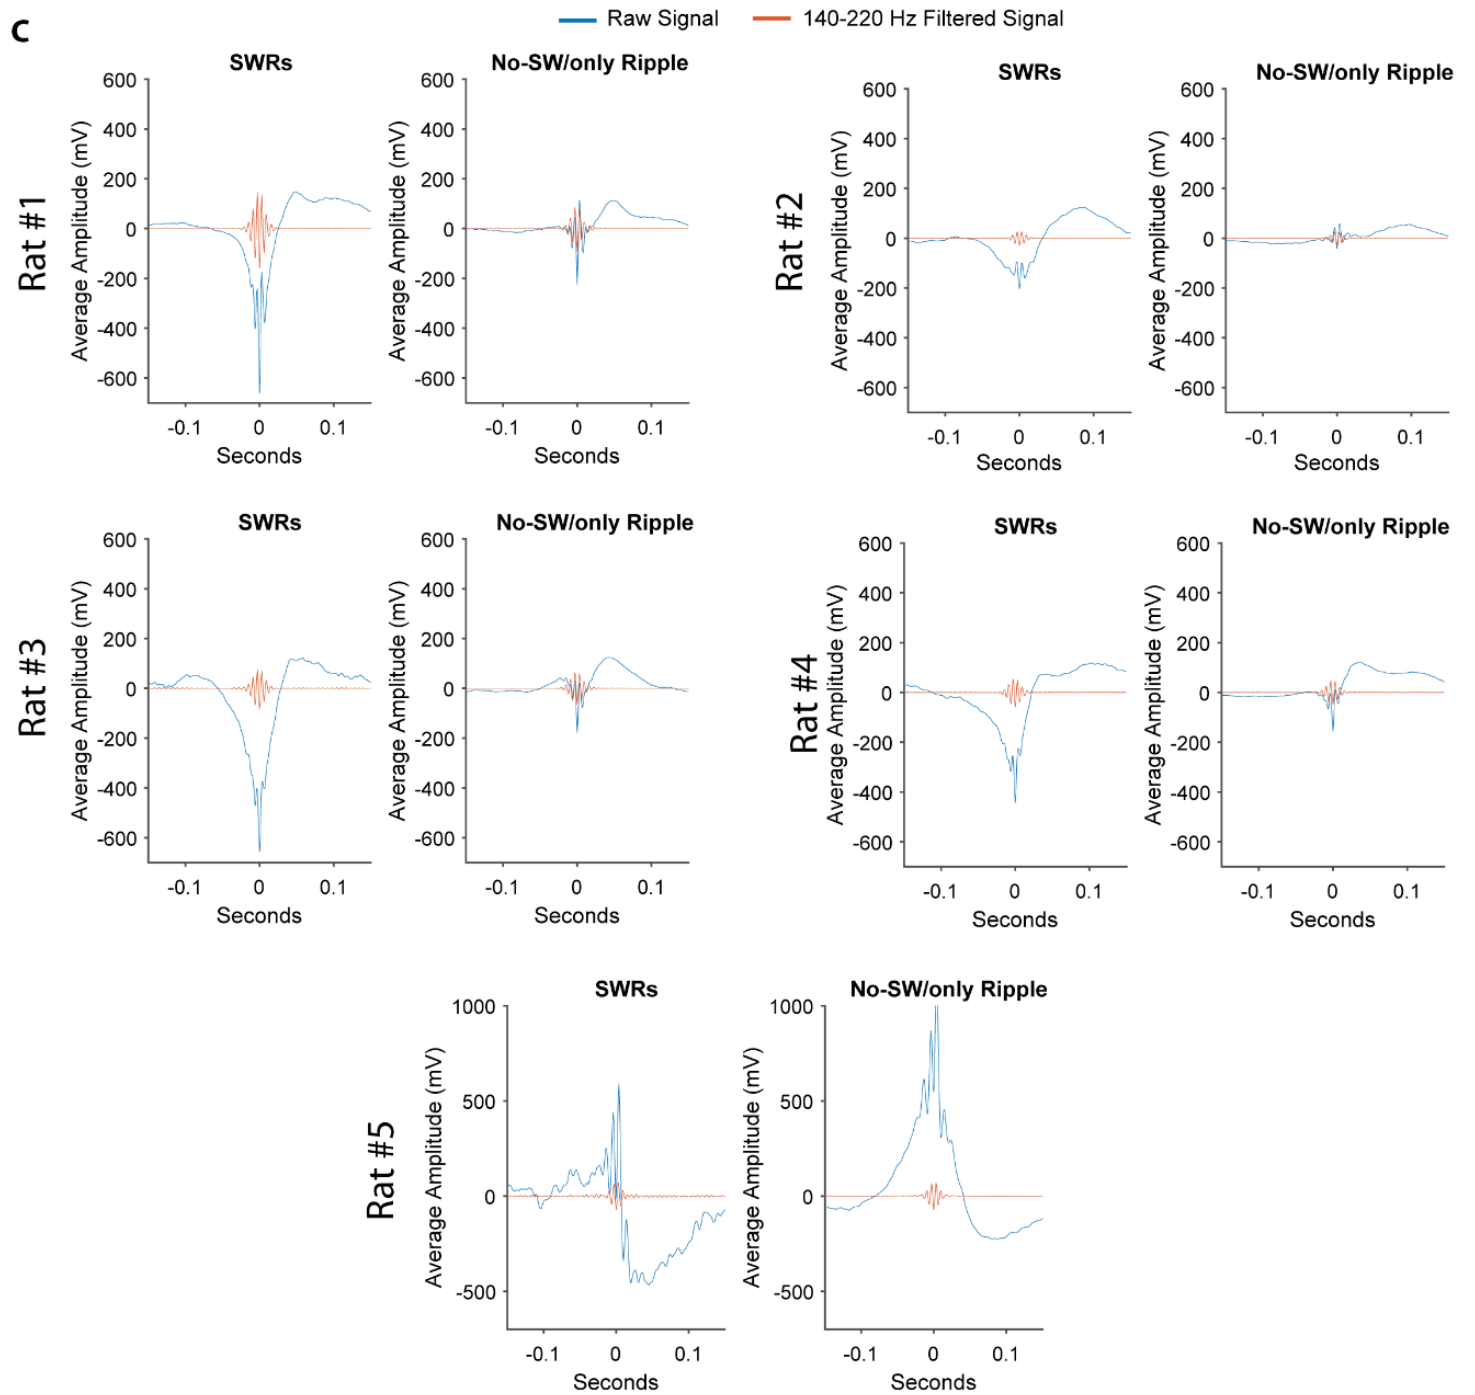 C
Raw Signal 140-220 Hz Filtered Signal
Rat #1
SWRs
Average Amplitude (mV)
600
400
200
0
-200
-400
-600
-0.1 0 0.1
Seconds
No-SW/only Ripple
Average Amplitude (mV)
600
400
200
0
-200
-400
-600
-0.1 0 0.1
Seconds
Rat #2
SWRs
Average Amplitude (mV)
600
400
200
0
-200
-400
-600
-0.1 0 0.1
Seconds
No-SW/only Ripple
Average Amplitude (mV)
600
400
200
0
-200
-400
-600
-0.1 0 0.1
Seconds
Rat #3
SWRs
Average Amplitude (mV)
600
400
200
0
-200
-400
-600
-0.1 0 0.1
Seconds
No-SW/only Ripple
Average Amplitude (mV)
600
400
200
0
-200
-400
-600
-0.1 0 0.1
Seconds
Rat #4
SWRs
Average Amplitude (mV)
600
400
200
0
-200
-400
-600
-0.1 0 0.1
Seconds
No-SW/only Ripple
Average Amplitude (mV)
600
400
200
0
-200
-400
-600
-0.1 0 0.1
Seconds
Rat #5
SWRs
Average Amplitude (mV)
1000
500
0
-500
-0.1 0 0.1
Seconds
No-SW/only Ripple
Average Amplitude (mV)
1000
500
0
-500
-0.1 0 0.1
Seconds